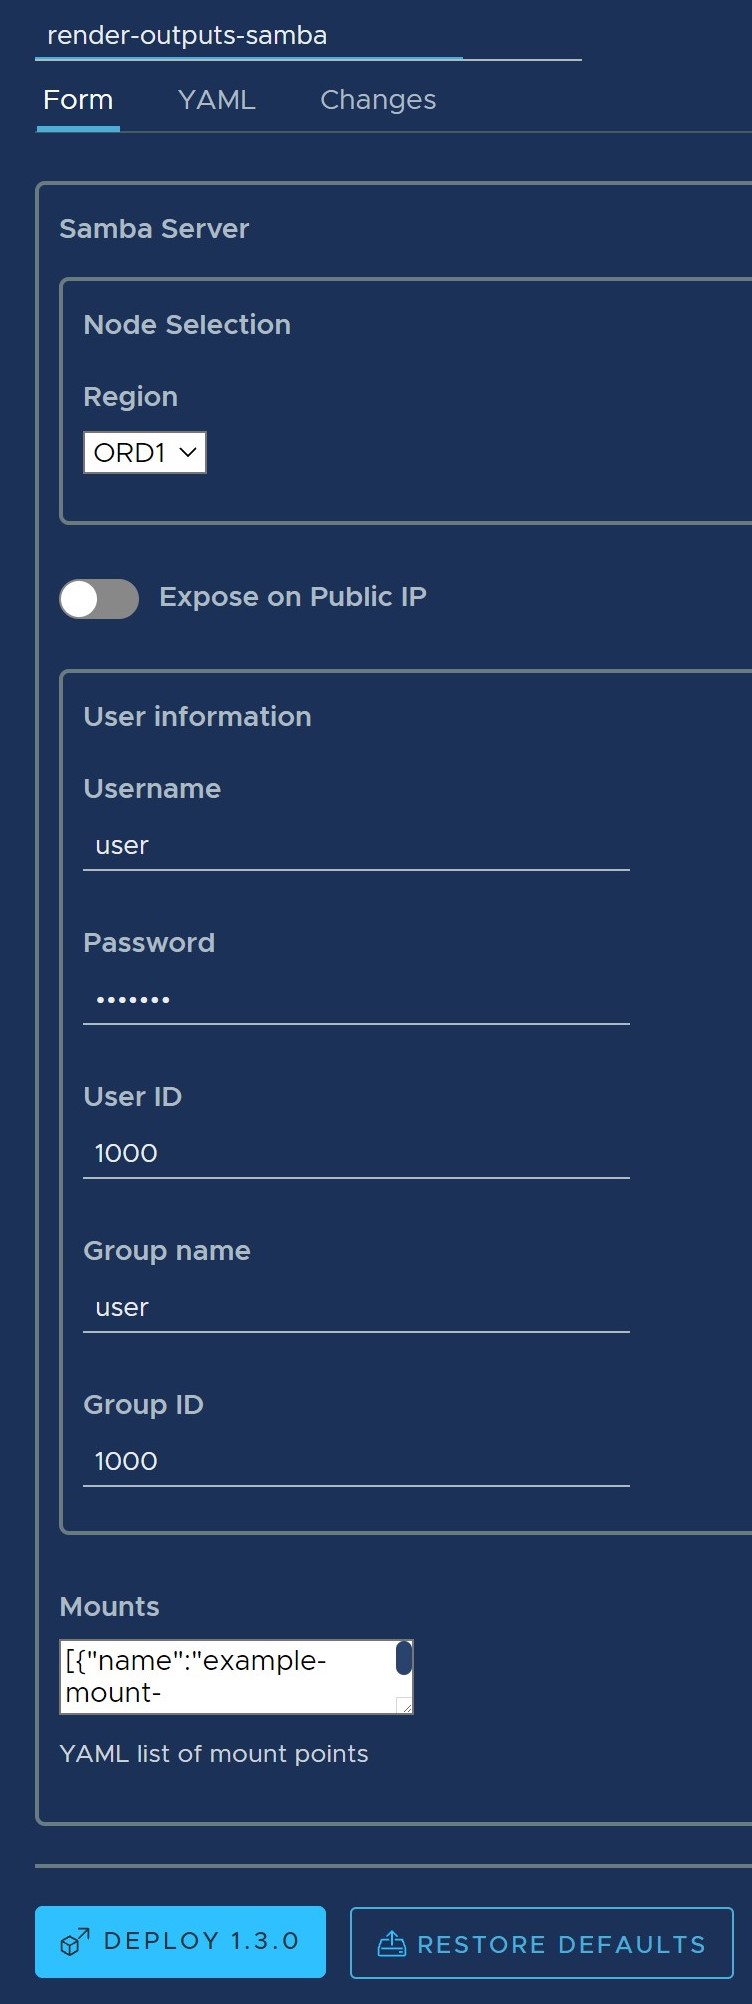 render-outputs-samba
Form YAML Changes
Samba Server
Node Selection
Region
ORD1
Expose on Public IP
User information
Username
user
Password
•••••••
User ID
1000
Group name
user
Group ID
1000
Mounts
[{"name":"example-
mount-
YAML list of mount points
DEPLOY 1.3.0 RESTORE DEFAULTS